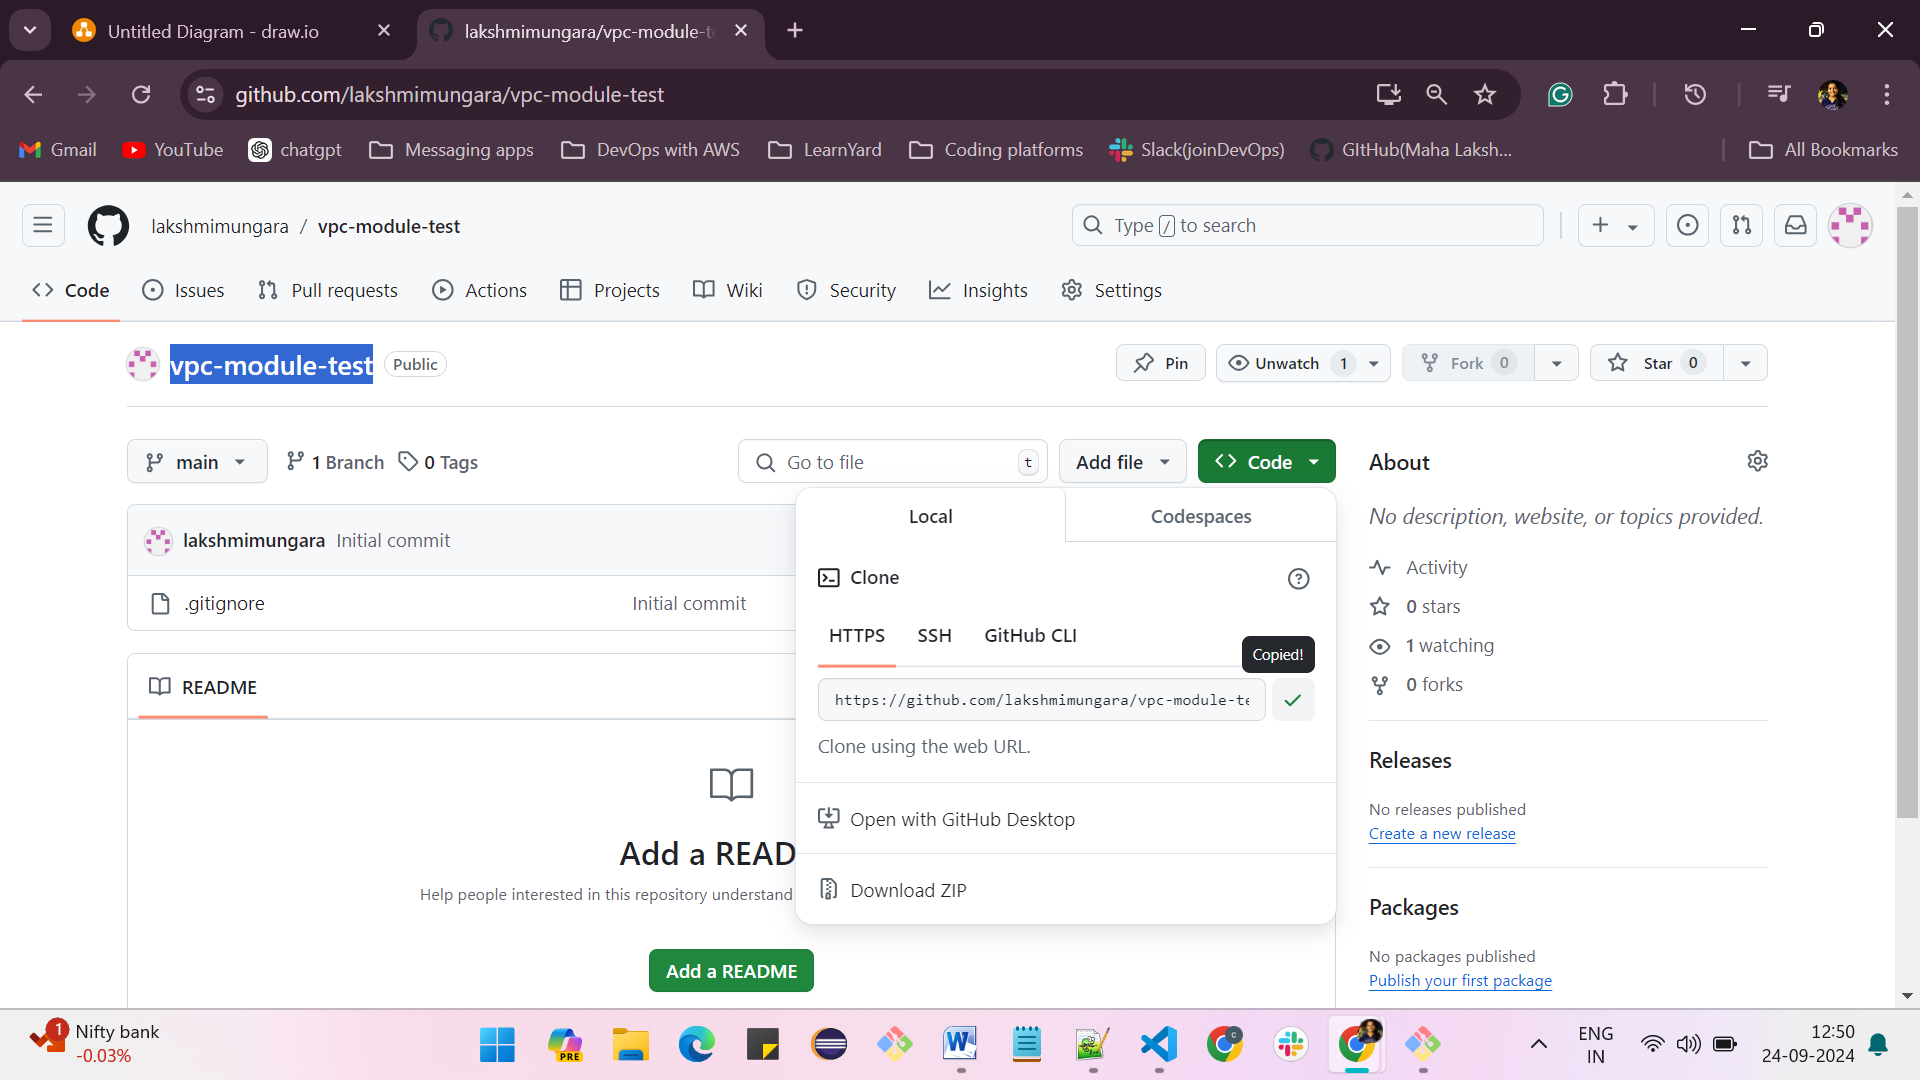 Untitled Diagram - draw.io
lakshmimungara/vpc-module-t
github.com/lakshmimungara/vpc-module-test
Gmail
YouTube
chatgpt
Messaging apps
DevOps with AWS
LearnYard
Coding platforms
Slack(joinDevOps)
GItHub(Maha Laksh...
All Bookmarks
lakshmimungara / vpc-module-test
Type / to search
Code
Issues
Pull requests
Actions
Projects
Wiki
Security
Insights
Settings
vpc-module-test
Public
Pin
Unwatch 1
Fork 0
Star 0
main
1 Branch
0 Tags
Go to file
t
Add file
Code
About
No description, website, or topics provided.
Local
Codespaces
lakshmimungara Initial commit
.gitignore
Initial commit
Clone
HTTPS
SSH
GitHub CLI
Copied!
https://github.com/lakshmimungara/vpc-module-te
Clone using the web URL.
Open with GitHub Desktop
Download ZIP
Activity
0 stars
1 watching
0 forks
README
Add a READ
Help people interested in this repository understand
Add a README
Releases
No releases published
Create a new release
Packages
No packages published
Publish your first package
1
Nifty bank
-0.03%
PRE
ENG
IN
12:50
24-09-2024